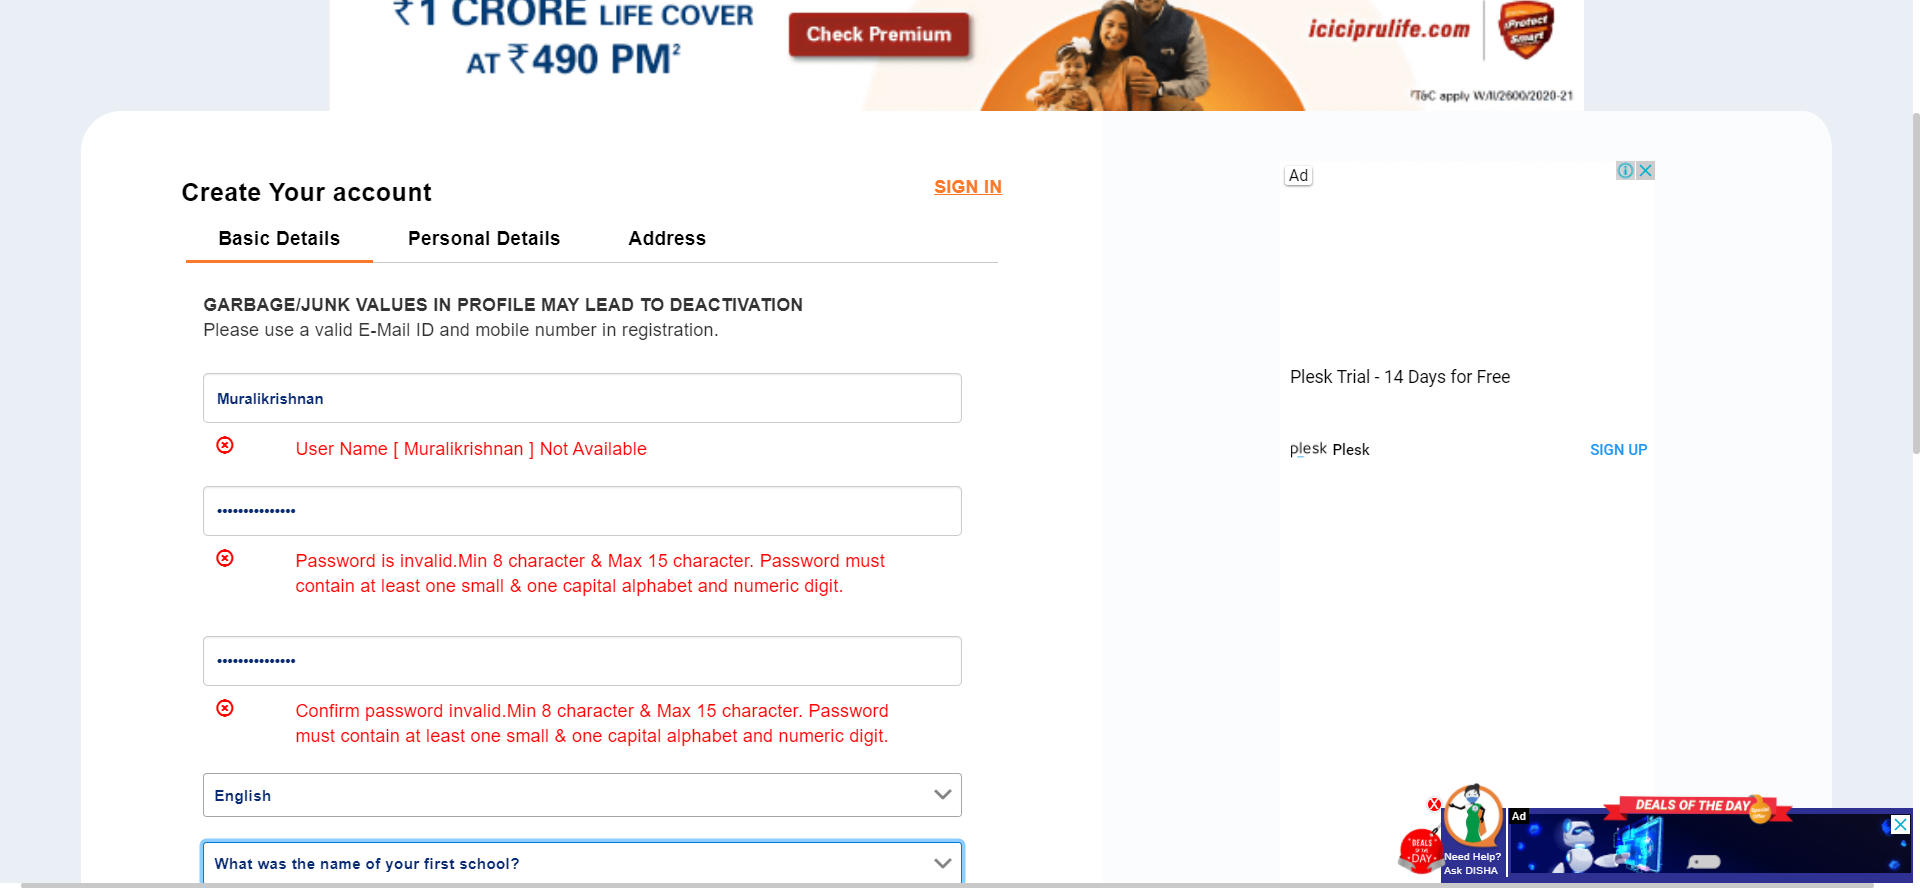 ₹1 CRORE LIFE COVER
AT ₹490 PM²
Check Premium
iciciprulife.com
iProtect
Smart
T&C apply W/II/2600/2020-21
Create Your account
SIGN IN
Basic Details
Personal Details
Address
GARBAGE/JUNK VALUES IN PROFILE MAY LEAD TO DEACTIVATION
Please use a valid E-Mail ID and mobile number in registration.
Muralikrishnan
User Name [ Muralikrishnan ] Not Available
•••••••••••••••
Password is invalid.Min 8 character & Max 15 character. Password must
contain at least one small & one capital alphabet and numeric digit.
•••••••••••••••
Confirm password invalid.Min 8 character & Max 15 character. Password
must contain at least one small & one capital alphabet and numeric digit.
English
What was the name of your first school?
Ad
Plesk Trial - 14 Days for Free
plesk Plesk
SIGN UP
X
DEALS
OF THE
DAY
Need Help?
Ask DISHA
Ad
DEALS OF THE DAY